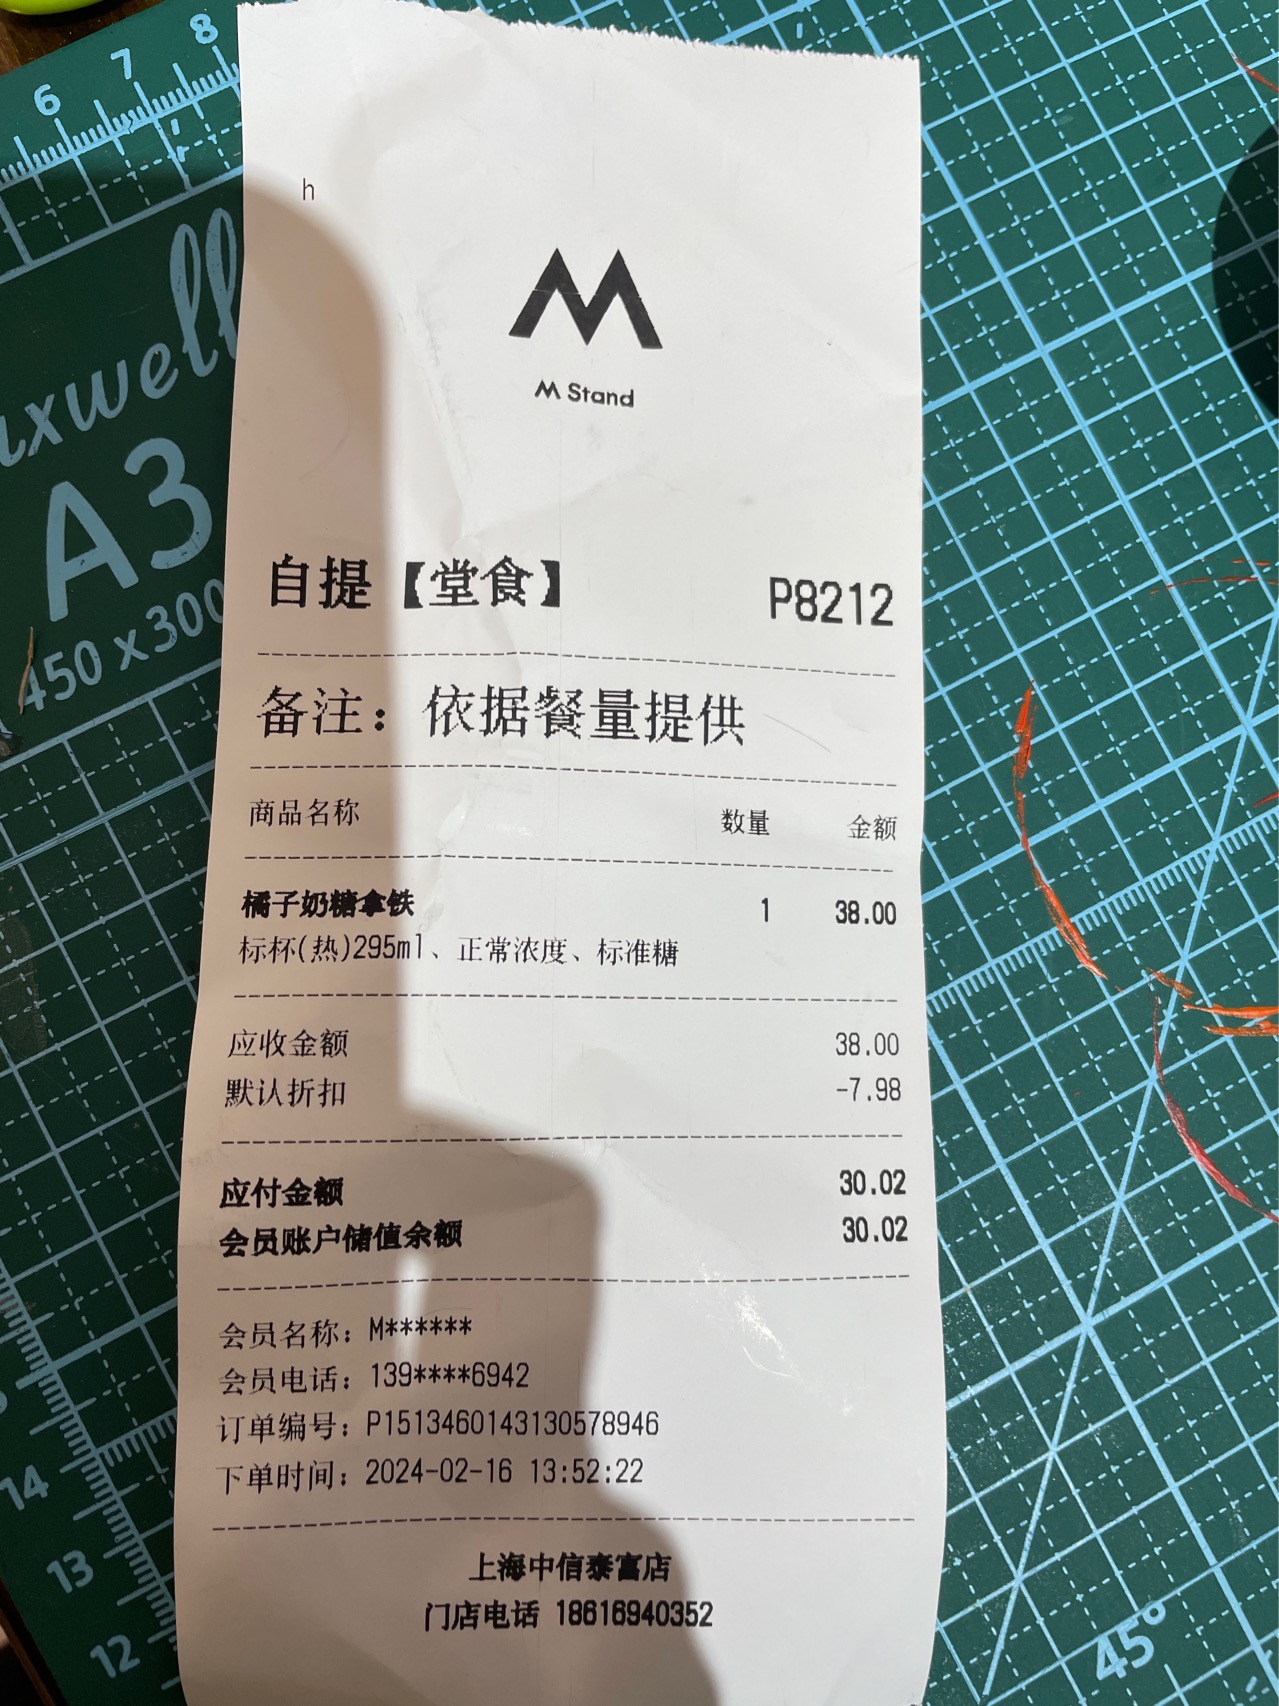 8
7
6
h
M Stand
xwell
A3
450 x 300
自提【堂食】 P8212
备注：依据餐量提供
商品名称 数量 金额
橘子奶糖拿铁 1 38.00
标杯(热)295ml、正常浓度、标准糖
应收金额 38.00
默认折扣 -7.98
应付金额 30.02
会员账户储值余额 30.02
会员名称：M******
会员电话：139****6942
订单编号：P1513460143130578946
下单时间：2024-02-16 13:52:22
上海中信泰富店
门店电话 18616940352
14
13
12
45°